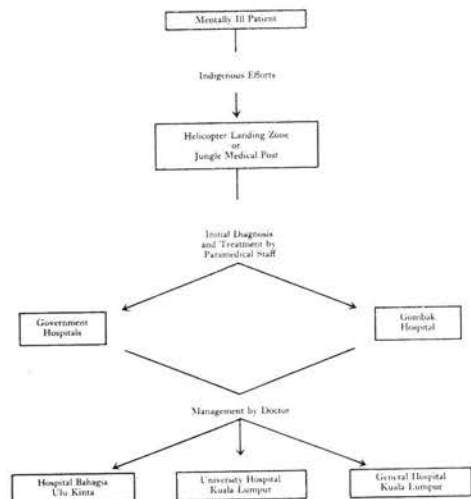 Mentally Ill Patient
Indigenous Efforts
Helicopter Landing Zone
or
Jungle Medical Post
Initial Diagnosis
and Treatment by
Paramedical Staff
Government
Hospitals
Gombak
Hospital
Management by Doctor
Hospital Bahagia
Ulu Kinta
University Hospital
Kuala Lumpur
General Hospital
Kuala Lumpur